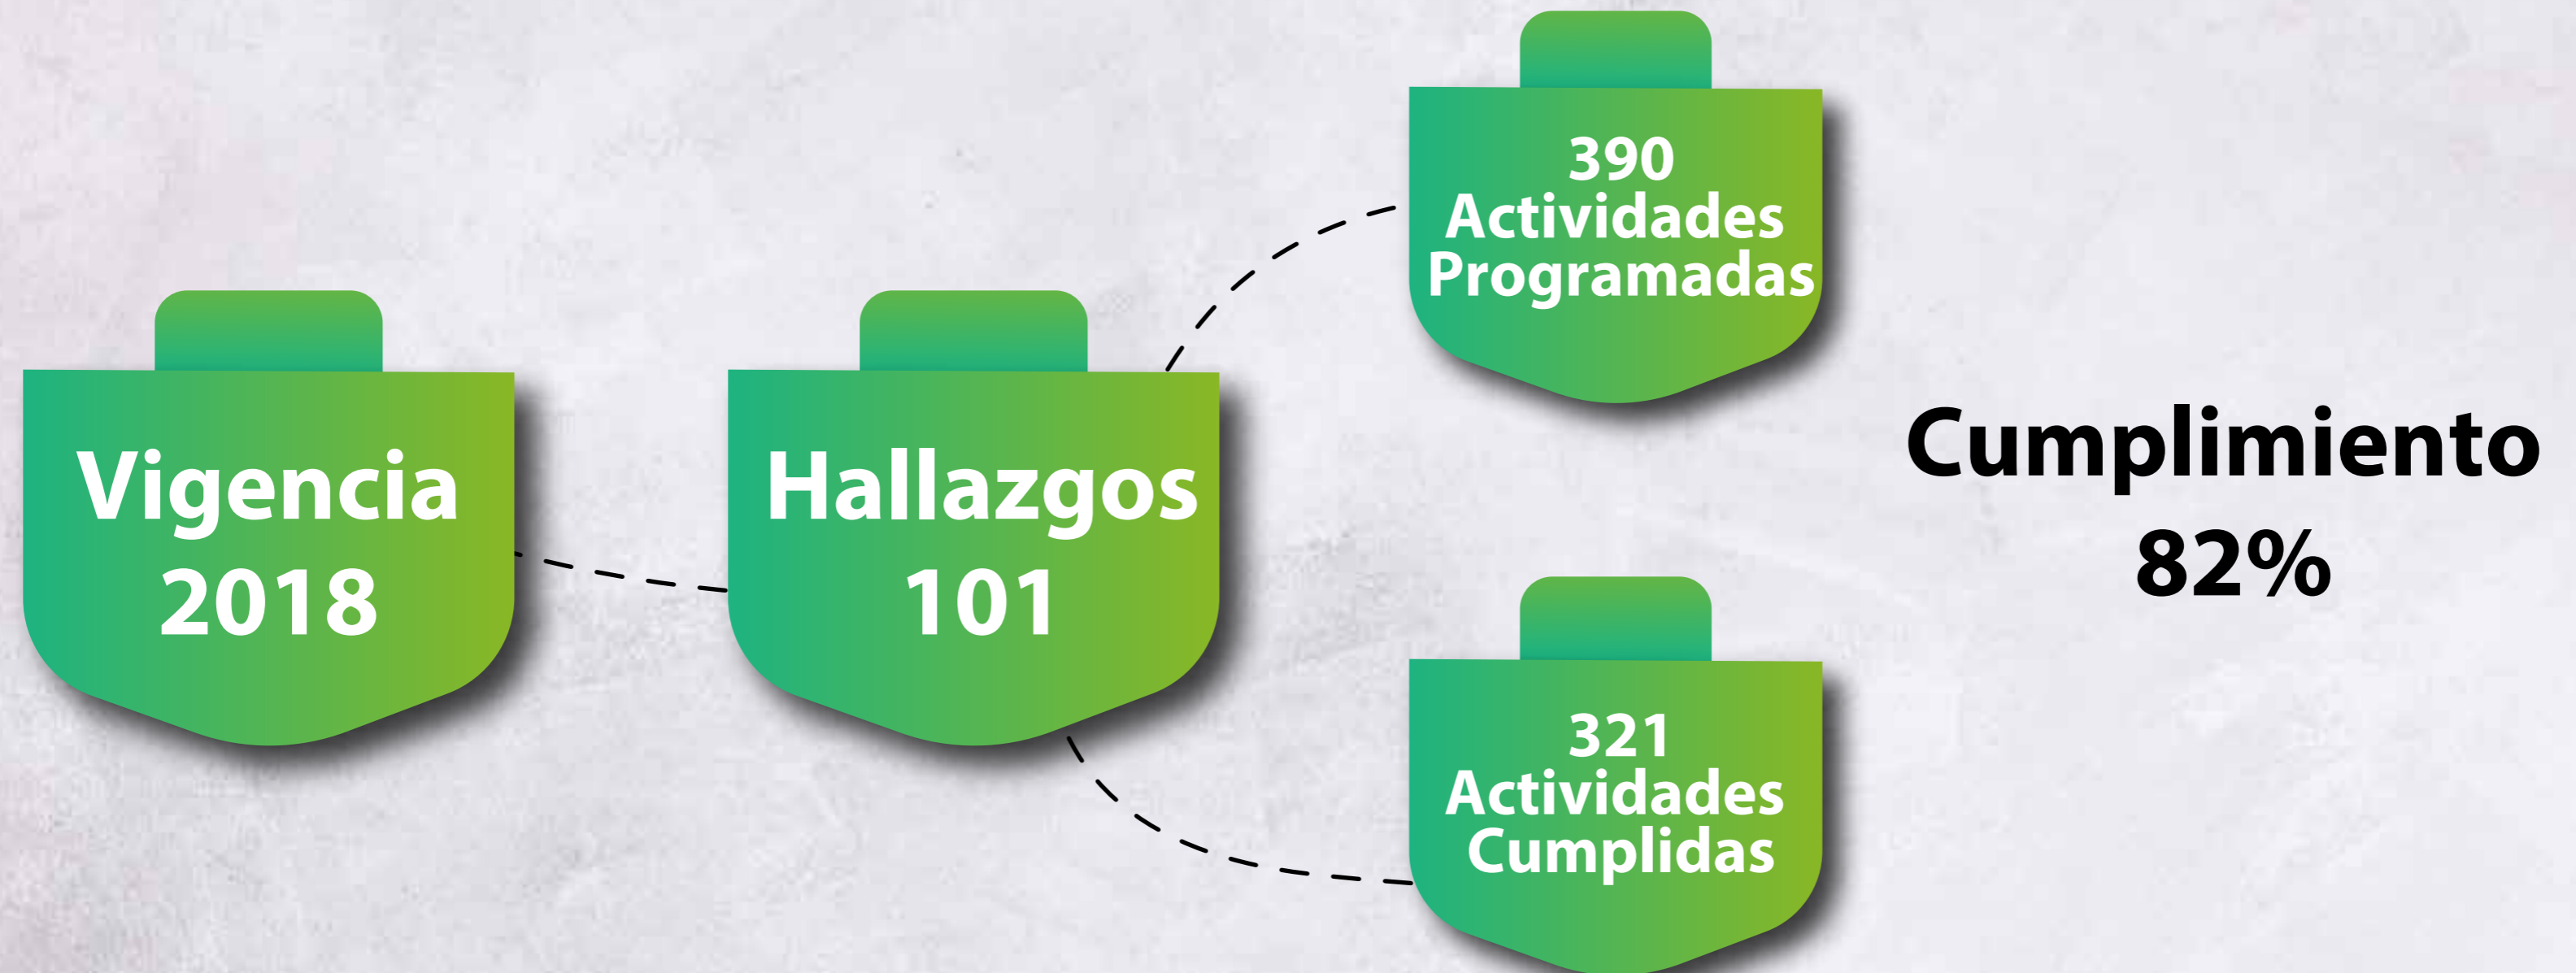 Vigencia
2018
Hallazgos
101
390
Actividades
Programadas
321
Actividades
Cumplidas
Cumplimiento
82%